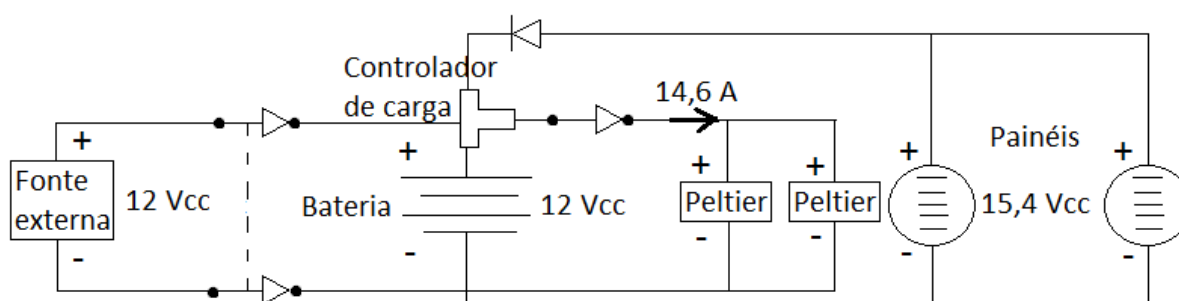 Controlador
de carga
14,6 A
Painéis
+
+
+
+
+
+
Fonte
externa
12 Vcc
Bateria
12 Vcc
Peltier
Peltier
15,4 Vcc
-
-
-
-
-
-